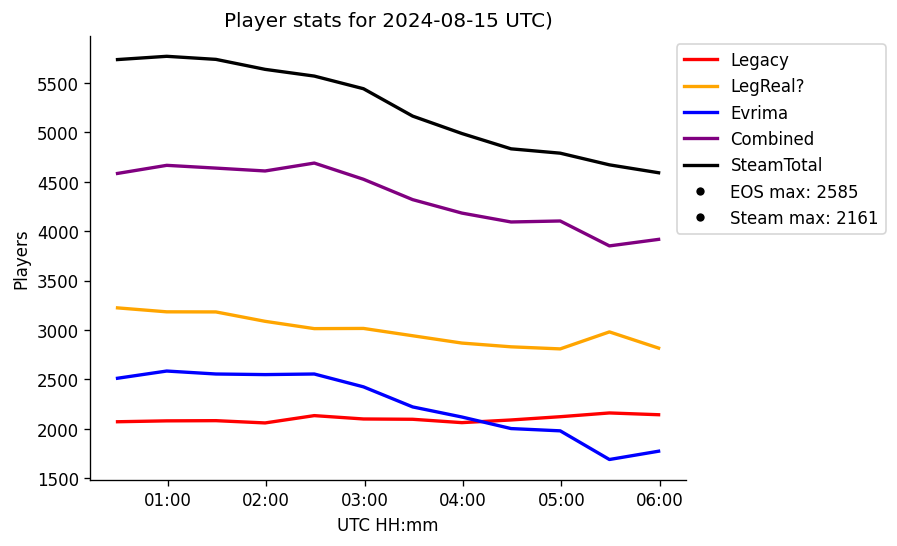 Player stats for 2024-08-15 UTC)
Legacy
LegReal?
Evrima
Combined
SteamTotal
EOS max: 2585
Steam max: 2161
Players
5500
5000
4500
4000
3500
3000
2500
2000
1500
01:00
02:00
03:00
04:00
05:00
06:00
UTC HH:mm